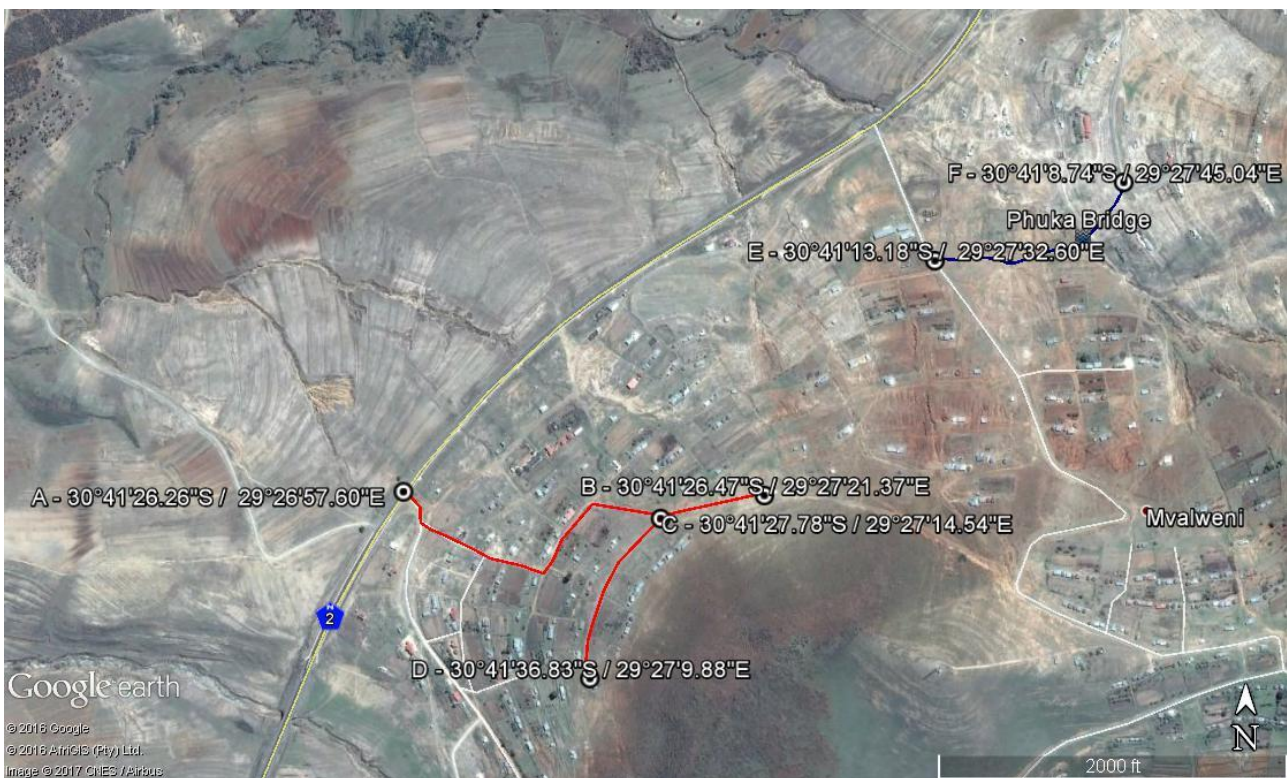 F - 30°41'8.74"S / 29°27'45.04"E
Phuka Bridge
E - 30°41'13.18"S / 29°27'32.60"E
A - 30°41'26.26"S / 29°26'57.60"E
B - 30°41'26.47"S / 29°27'21.37"E
C - 30°41'27.78"S / 29°27'14.54"E
Mvalweni
N
2
D - 30°41'36.83"S / 29°27'9.88"E
Google earth
© 2016 Google
© 2016 AfriGIS (Pty) Ltd.
Image © 2017 CNES / Airbus
N
2000 ft